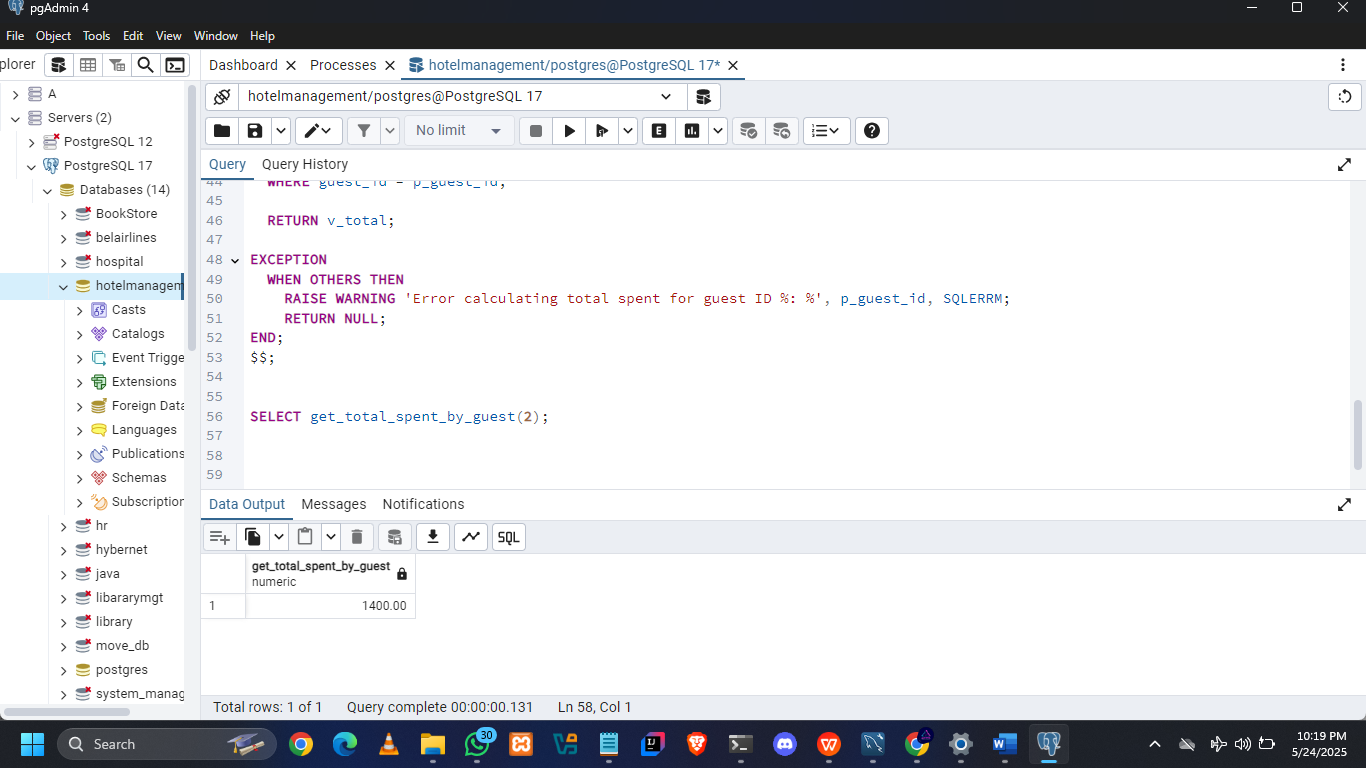 pgAdmin 4
File Object Tools Edit View Window Help
plorer
Dashboard Processes hotelmanagement/postgres@PostgreSQL 17*
A
Servers (2)
PostgreSQL 12
PostgreSQL 17
Databases (14)
BookStore
belairlines
hospital
hotelmanagem
Casts
Catalogs
Event Trigge
Extensions
Foreign Data
Languages
Publications
Schemas
Subscription
hr
hybernet
java
libararymgt
library
move_db
postgres
system_manag
hotelmanagement/postgres@PostgreSQL 17
No limit
E
Query Query History
44 WHERE guest_id = p_guest_id;
45
46 RETURN v_total;
47
48 EXCEPTION
49 WHEN OTHERS THEN
50 RAISE WARNING 'Error calculating total spent for guest ID %: %', p_guest_id, SQLERRM;
51 RETURN NULL;
52 END;
53 $$;
54
55
56 SELECT get_total_spent_by_guest(2);
57
58
59
Data Output Messages Notifications
SQL
get_total_spent_by_guest
numeric
1 1400.00
Total rows: 1 of 1 Query complete 00:00:00.131 Ln 58, Col 1
Search
30
10:19 PM
5/24/2025